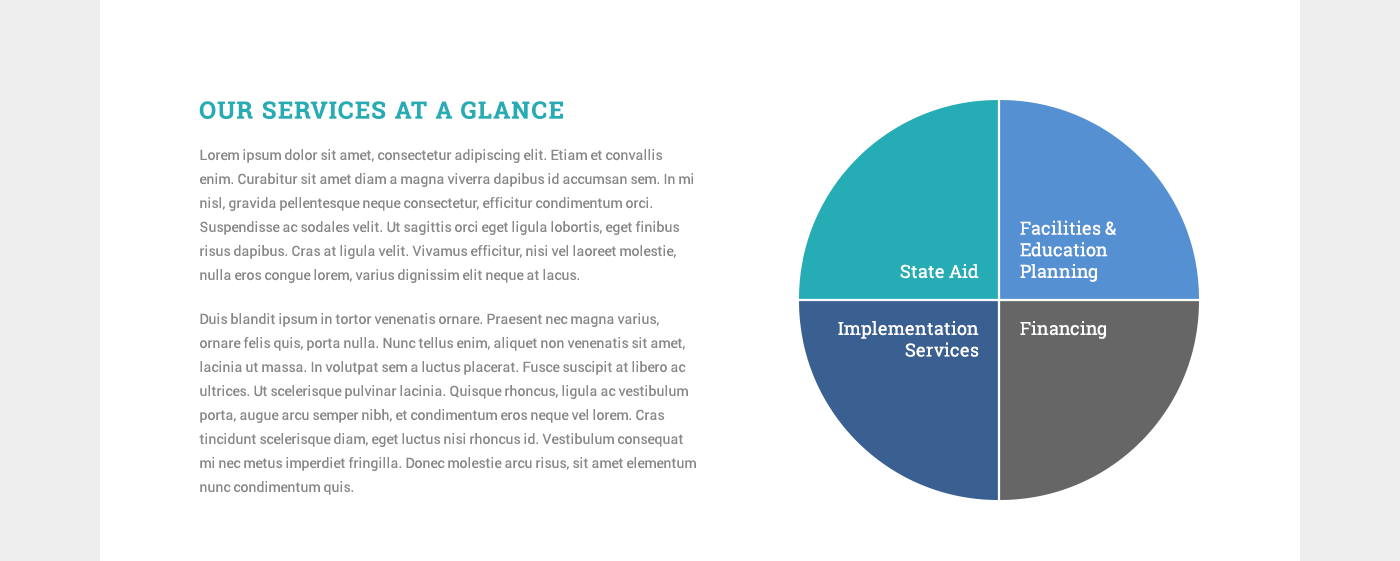 OUR SERVICES AT A GLANCE
Lorem ipsum dolor sit amet, consectetur adipiscing elit. Etiam et convallis
enim. Curabitur sit amet diam a magna viverra dapibus id accumsan sem. In mi
nisl, gravida pellentesque neque consectetur, efficitur condimentum orci.
Suspendisse ac sodales velit. Ut sagittis orci eget ligula lobortis, eget finibus
risus dapibus. Cras at ligula velit. Vivamus efficitur, nisi vel laoreet molestie,
nulla eros congue lorem, varius dignissim elit neque at lacus.
Duis blandit ipsum in tortor venenatis ornare. Praesent nec magna varius,
ornare felis quis, porta nulla. Nunc tellus enim, aliquet non venenatis sit amet,
lacinia ut massa. In volutpat sem a luctus placerat. Fusce suscipit at libero ac
ultrices. Ut scelerisque pulvinar lacinia. Quisque rhoncus, ligula ac vestibulum
porta, augue arcu semper nibh, et condimentum eros neque vel lorem. Cras
tincidunt scelerisque diam, eget luctus nisi rhoncus id. Vestibulum consequat
mi nec metus imperdiet fringilla. Donec molestie arcu risus, sit amet elementum
nunc condimentum quis.
State Aid
Facilities &
Education
Planning
Implementation
Services
Financing